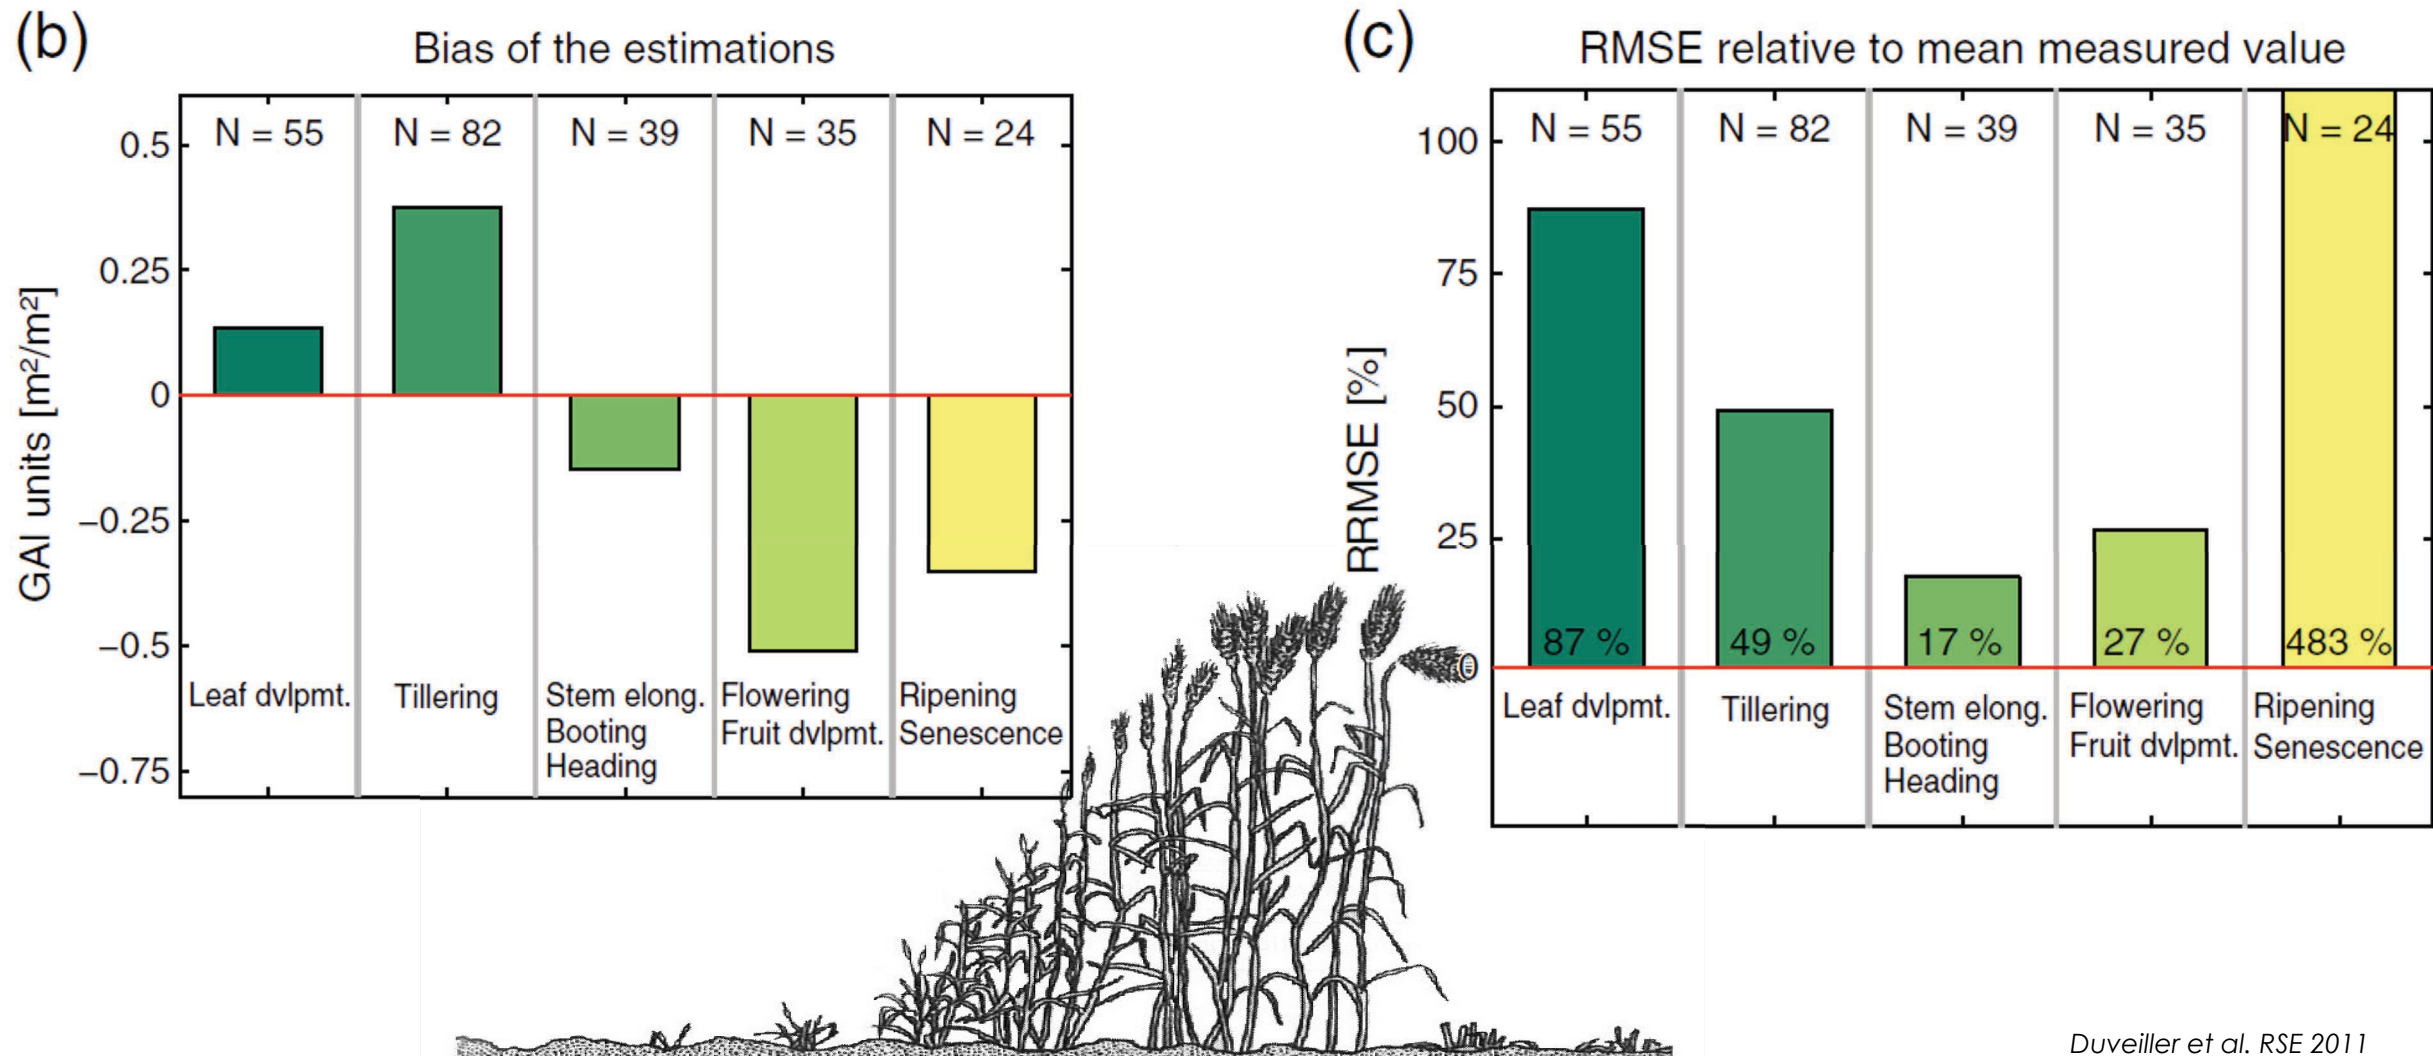 (b)
Bias of the estimations
GAI units [m²/m²]
0.5
0.25
0
−0.25
−0.5
−0.75
N = 55
N = 82
N = 39
N = 35
N = 24
Leaf dvlpmt.
Tillering
Stem elong.
Booting
Heading
Flowering
Fruit dvlpmt.
Ripening
Senescence
(c)
RMSE relative to mean measured value
RRMSE [%]
100
75
50
25
0
N = 55
N = 82
N = 39
N = 35
N = 24
87 %
49 %
17 %
27 %
483 %
Leaf dvlpmt.
Tillering
Stem elong.
Booting
Heading
Flowering
Fruit dvlpmt.
Ripening
Senescence
Duveiller et al. RSE 2011